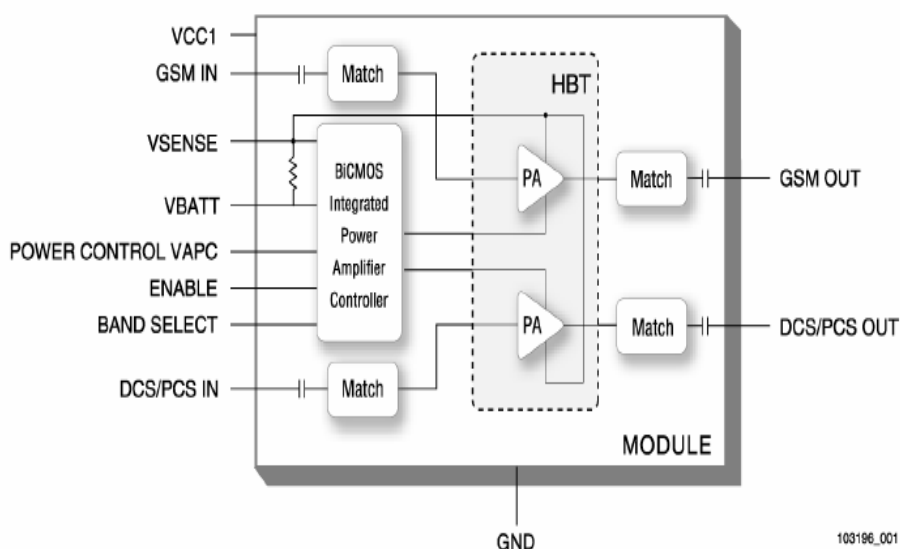 VCC1
GSM IN
Match
HBT
VSENSE
BiCMOS
Integrated
Power
Amplifier
Controller
PA
Match
GSM OUT
VBATT
POWER CONTROL VAPC
ENABLE
BAND SELECT
PA
Match
DCS/PCS OUT
DCS/PCS IN
Match
MODULE
GND
103196_001